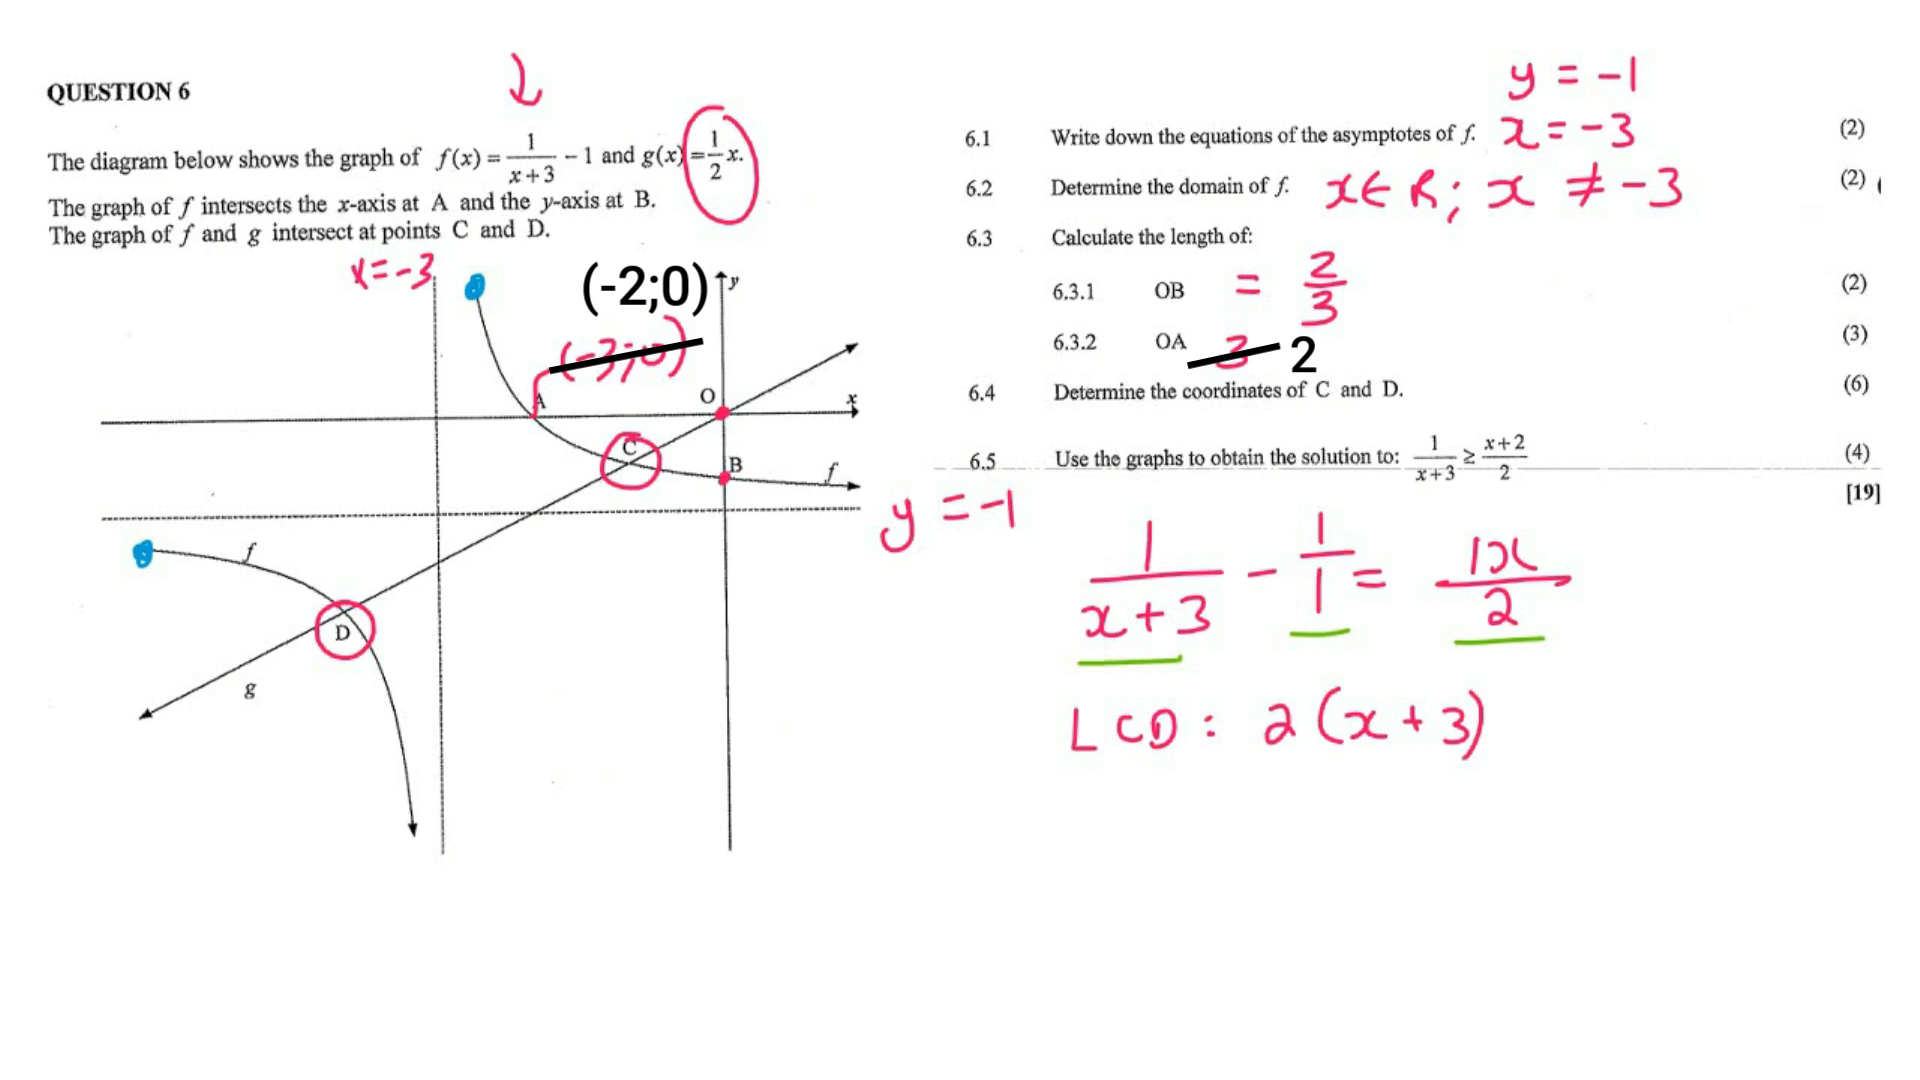 QUESTION 6
The diagram below shows the graph of f(x) = 1/(x+3) − 1 and g(x) = 1/2 x.
The graph of f intersects the x-axis at A and the y-axis at B.
The graph of f and g intersect at points C and D.
x = -3
(-2;0)
(-3;0)
y
A
O
x
C
B
f
y = -1
f
D
g
y = -1
6.1 Write down the equations of the asymptotes of f. x = -3 (2)
6.2 Determine the domain of f. x ∈ R; x ≠ -3 (2)
6.3 Calculate the length of:
6.3.1 OB = 2/3 (2)
6.3.2 OA 3 2 (3)
6.4 Determine the coordinates of C and D. (6)
6.5 Use the graphs to obtain the solution to: 1/(x+3) ≥ (x+2)/2 (4)
[19]
1/(x+3) - 1/1 = 1x/2
LCD: 2(x+3)